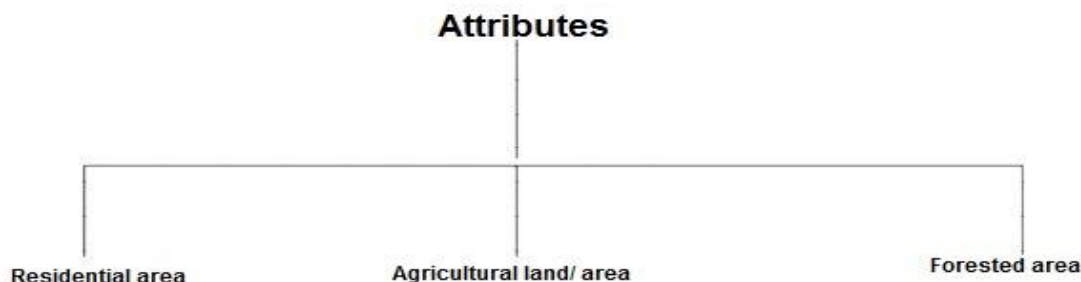 Attributes
Residential area
Agricultural land/ area
Forested area